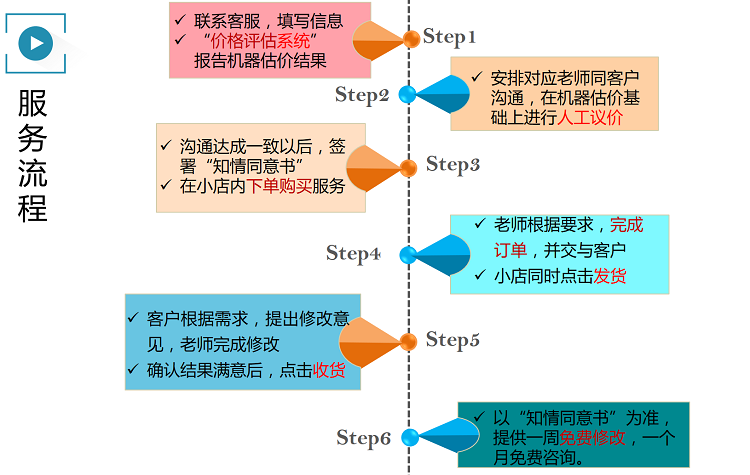 服务流程
✓ 联系客服，填写信息
✓ “价格评估系统”
报告机器估价结果
Step1
Step2
✓ 安排对应老师同客户
沟通，在机器估价基
础上进行人工议价
✓ 沟通达成一致以后，签
署“知情同意书”
✓ 在小店内下单购买服务
Step3
Step4
✓ 老师根据要求，完成
订单，并交与客户
✓ 小店同时点击发货
✓ 客户根据需求，提出修改意
见，老师完成修改
✓ 确认结果满意后，点击收货
Step5
Step6
✓ 以“知情同意书”为准，
提供一周免费修改，一个
月免费咨询。